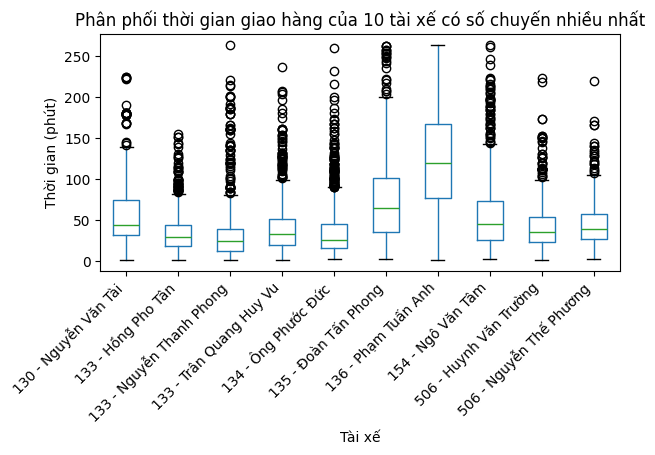 Phân phối thời gian giao hàng của 10 tài xế có số chuyến nhiều nhất
250
200
150
100
50
0
Thời gian (phút)
130 - Nguyễn Văn Tài
133 - Hồng Pho Tân
133 - Nguyễn Thanh Phong
133 - Trần Quang Huy Vu
134 - Ông Phước Đức
135 - Đoàn Tấn Phong
136 - Phạm Tuấn Anh
154 - Ngô Văn Tâm
506 - Huynh Văn Trưởng
506 - Nguyễn Thế Phương
Tài xế